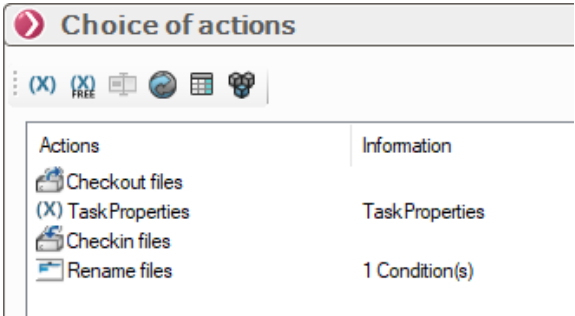 Choice of actions
(X) (X) FREE
Actions Information
Checkout files
(X) TaskProperties TaskProperties
Checkin files
Rename files 1 Condition(s)